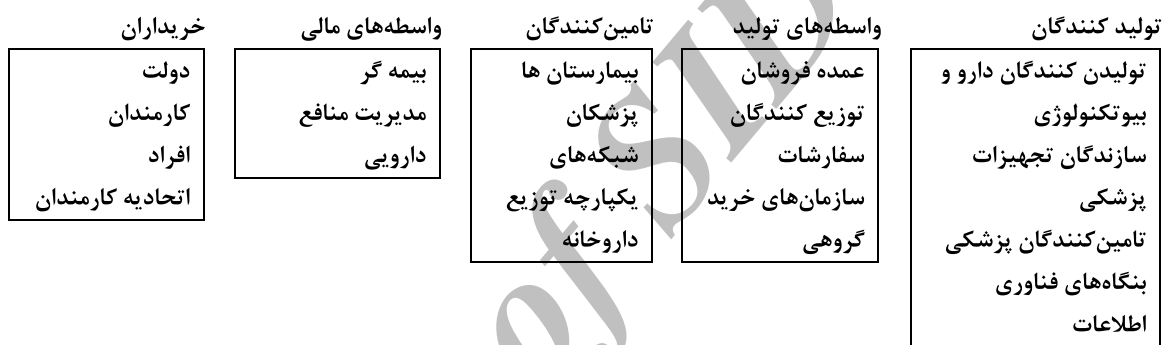 تولید کنندگان
تولیدن کنندگان دارو و
بیوتکنولوژی
سازندگان تجهیزات
پزشکی
تامین‌کنندگان پزشکی
بنگاه‌های فناوری
اطلاعات
واسطه‌های تولید
عمده فروشان
توزیع کنندگان
سفارشات
سازمان‌های خرید
گروهی
تامین‌کنندگان
بیمارستان ها
پزشکان
شبکه‌های
یکپارچه توزیع
داروخانه
واسطه‌های مالی
بیمه گر
مدیریت منافع
دارویی
خریداران
دولت
کارمندان
افراد
اتحادیه کارمندان
of SID